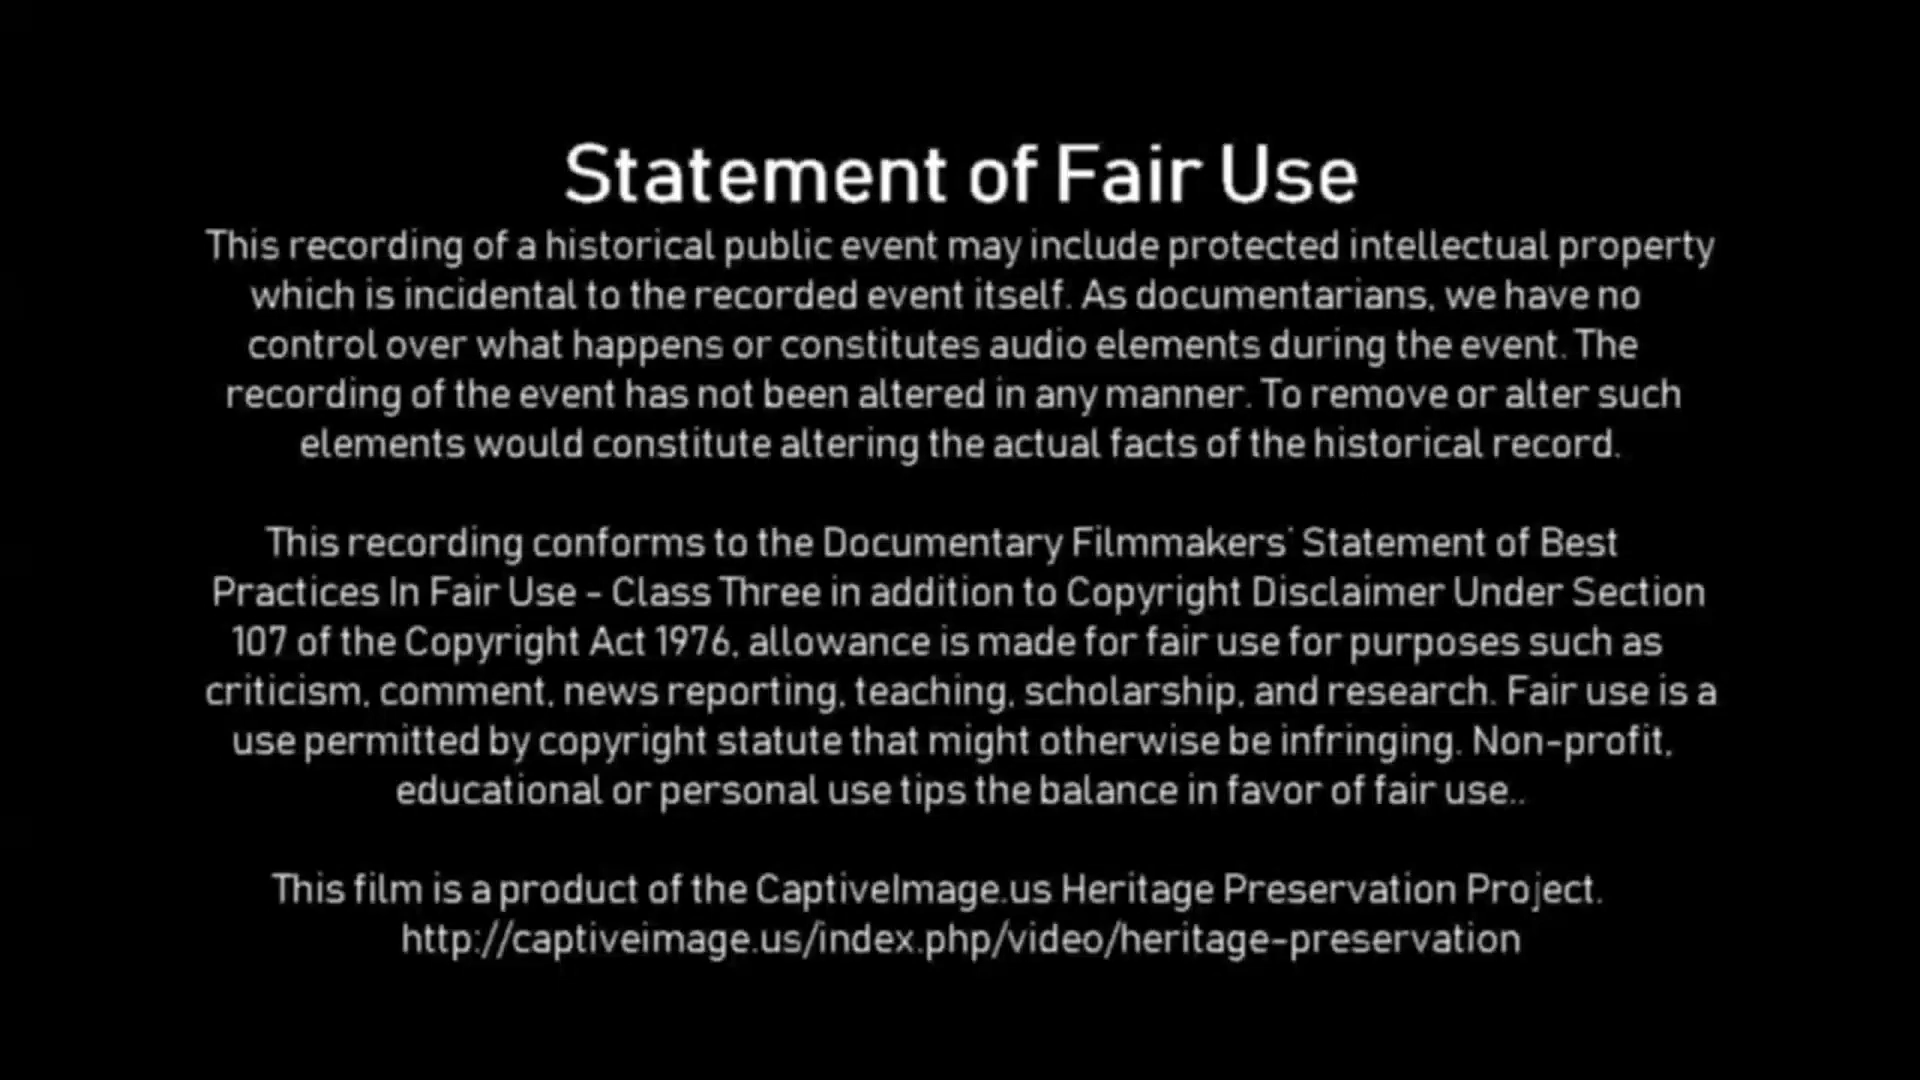 Statement of Fair Use
This recording of a historical public event may include protected intellectual property
which is incidental to the recorded event itself. As documentarians, we have no
control over what happens or constitutes audio elements during the event. The
recording of the event has not been altered in any manner. To remove or alter such
elements would constitute altering the actual facts of the historical record.
This recording conforms to the Documentary Filmmakers' Statement of Best
Practices In Fair Use - Class Three in addition to Copyright Disclaimer Under Section
107 of the Copyright Act 1976, allowance is made for fair use for purposes such as
criticism, comment, news reporting, teaching, scholarship, and research. Fair use is a
use permitted by copyright statute that might otherwise be infringing. Non-profit,
educational or personal use tips the balance in favor of fair use..
This film is a product of the CaptiveImage.us Heritage Preservation Project.
http://captiveimage.us/index.php/video/heritage-preservation